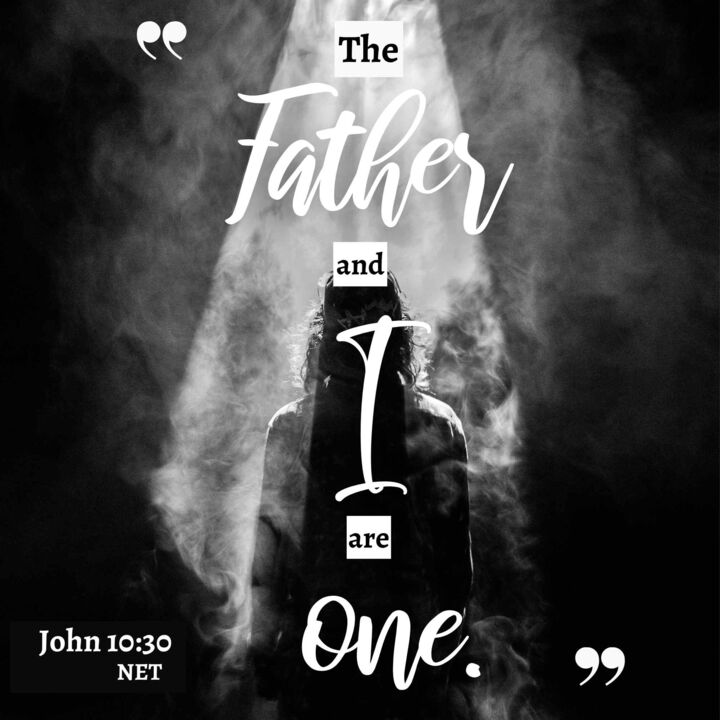 ❞
The
Father
and
I
are
one.
❞
John 10:30
NET